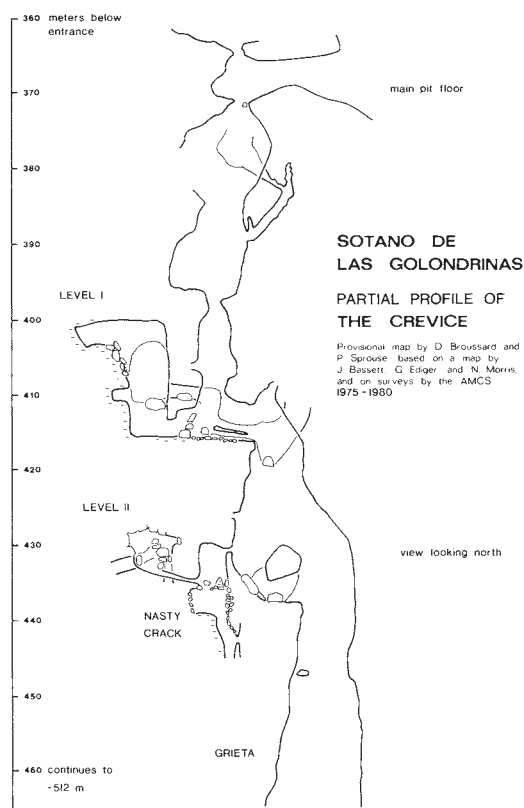 360 meters below
entrance
370
main pit floor
380
390
SOTANO DE
LAS GOLONDRINAS
PARTIAL PROFILE OF
THE CREVICE
Provisional map by D. Broussard and
P. Sprouse based on a map by
J. Bassett, G. Ediger and N. Morris,
and on surveys by the AMCS
1975 - 1980
LEVEL I
400
410
420
LEVEL II
430
view looking north
440
NASTY
CRACK
450
GRIETA
460 continues to
-512 m